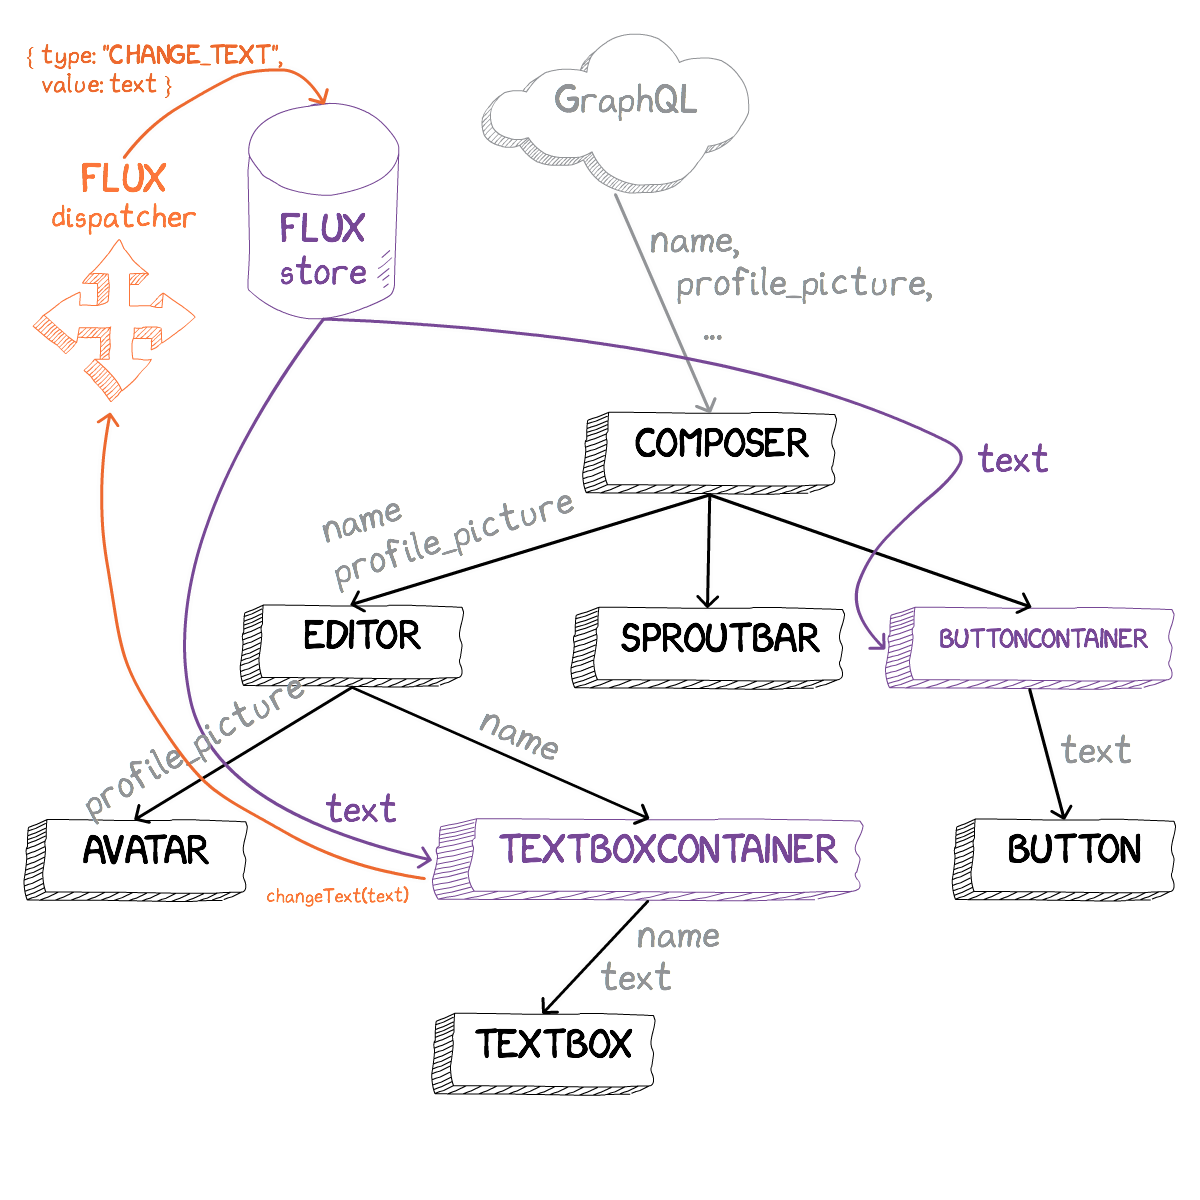 { type: "CHANGE_TEXT",
value: text }
FLUX
dispatcher
FLUX
store
GraphQL
name,
profile_picture,
...
COMPOSER
text
name
profile_picture
EDITOR
SPROUTBAR
BUTTONCONTAINER
profile_picture
name
text
text
AVATAR
TEXTBOXCONTAINER
BUTTON
changeText(text)
name
text
TEXTBOX